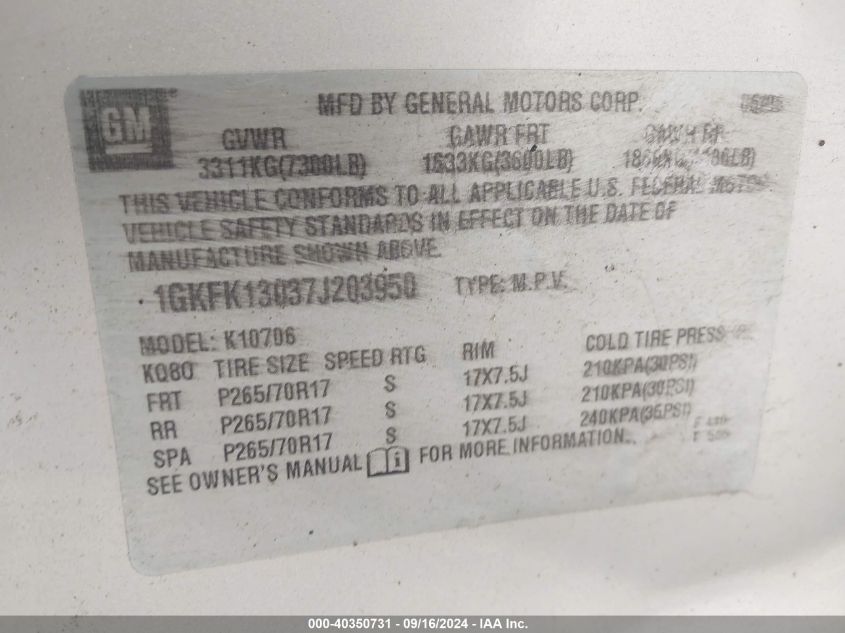 GM
MFD BY GENERAL MOTORS CORP.
GVWR GAWR FRT GAWR RR
3311KG(7300LB) 1633KG(3600LB)
THIS VEHICLE CONFORMS TO ALL APPLICABLE U.S. FEDERAL MOTOR
VEHICLE SAFETY STANDARDS IN EFFECT ON THE DATE OF
MANUFACTURE SHOWN ABOVE.
1GKFK13037J203950 TYPE: M.P.V.
MODEL: K10706 COLD TIRE PRESSURE
KQ80 TIRE SIZE SPEED RTG RIM
FRT P265/70R17 S 17X7.5J 210KPA(30PSI)
RR P265/70R17 S 17X7.5J 210KPA(30PSI)
SPA P265/70R17 S 17X7.5J 240KPA(35PSI)
SEE OWNER'S MANUAL i FOR MORE INFORMATION.
000-40350731 - 09/16/2024 - IAA Inc.